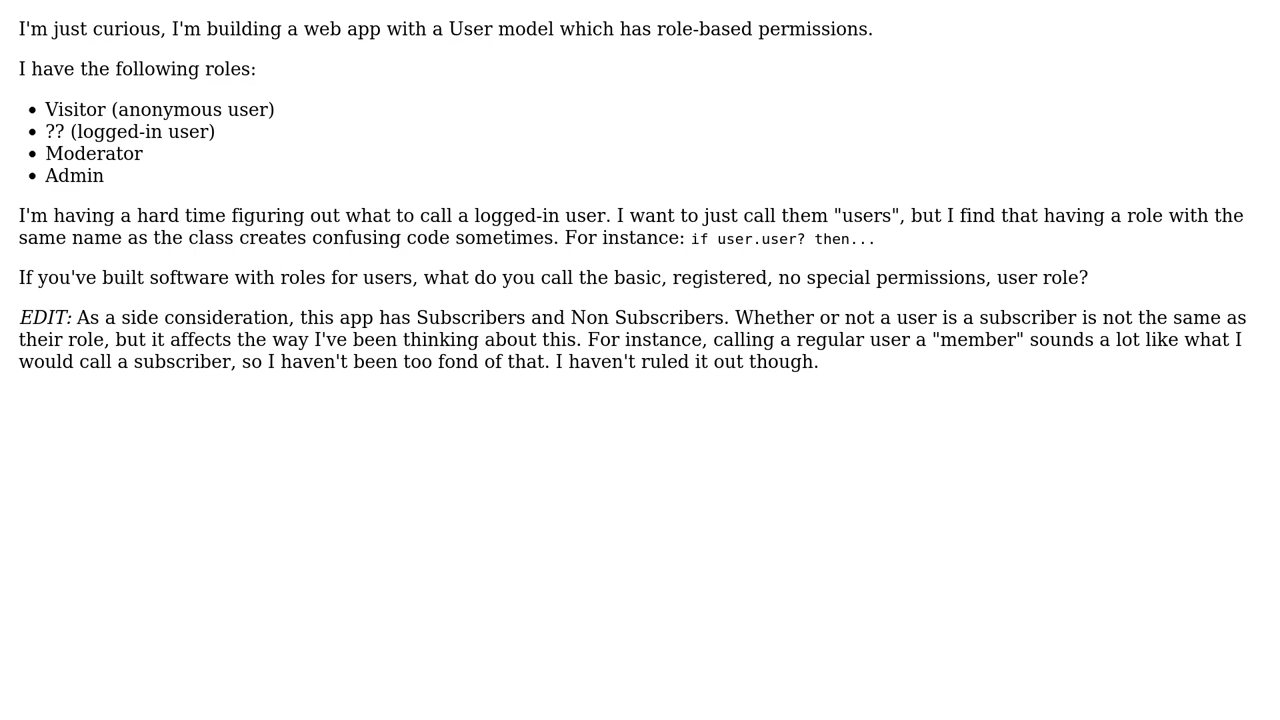 I'm just curious, I'm building a web app with a User model which has role-based permissions.
I have the following roles:
• Visitor (anonymous user)
• ?? (logged-in user)
• Moderator
• Admin
I'm having a hard time figuring out what to call a logged-in user. I want to just call them "users", but I find that having a role with the
same name as the class creates confusing code sometimes. For instance: if user.user? then...
If you've built software with roles for users, what do you call the basic, registered, no special permissions, user role?
EDIT: As a side consideration, this app has Subscribers and Non Subscribers. Whether or not a user is a subscriber is not the same as
their role, but it affects the way I've been thinking about this. For instance, calling a regular user a "member" sounds a lot like what I
would call a subscriber, so I haven't been too fond of that. I haven't ruled it out though.